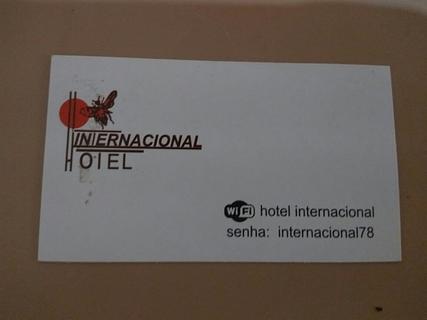 INTERNACIONAL
HOTEL
WiFi hotel internacional
senha: internacional78